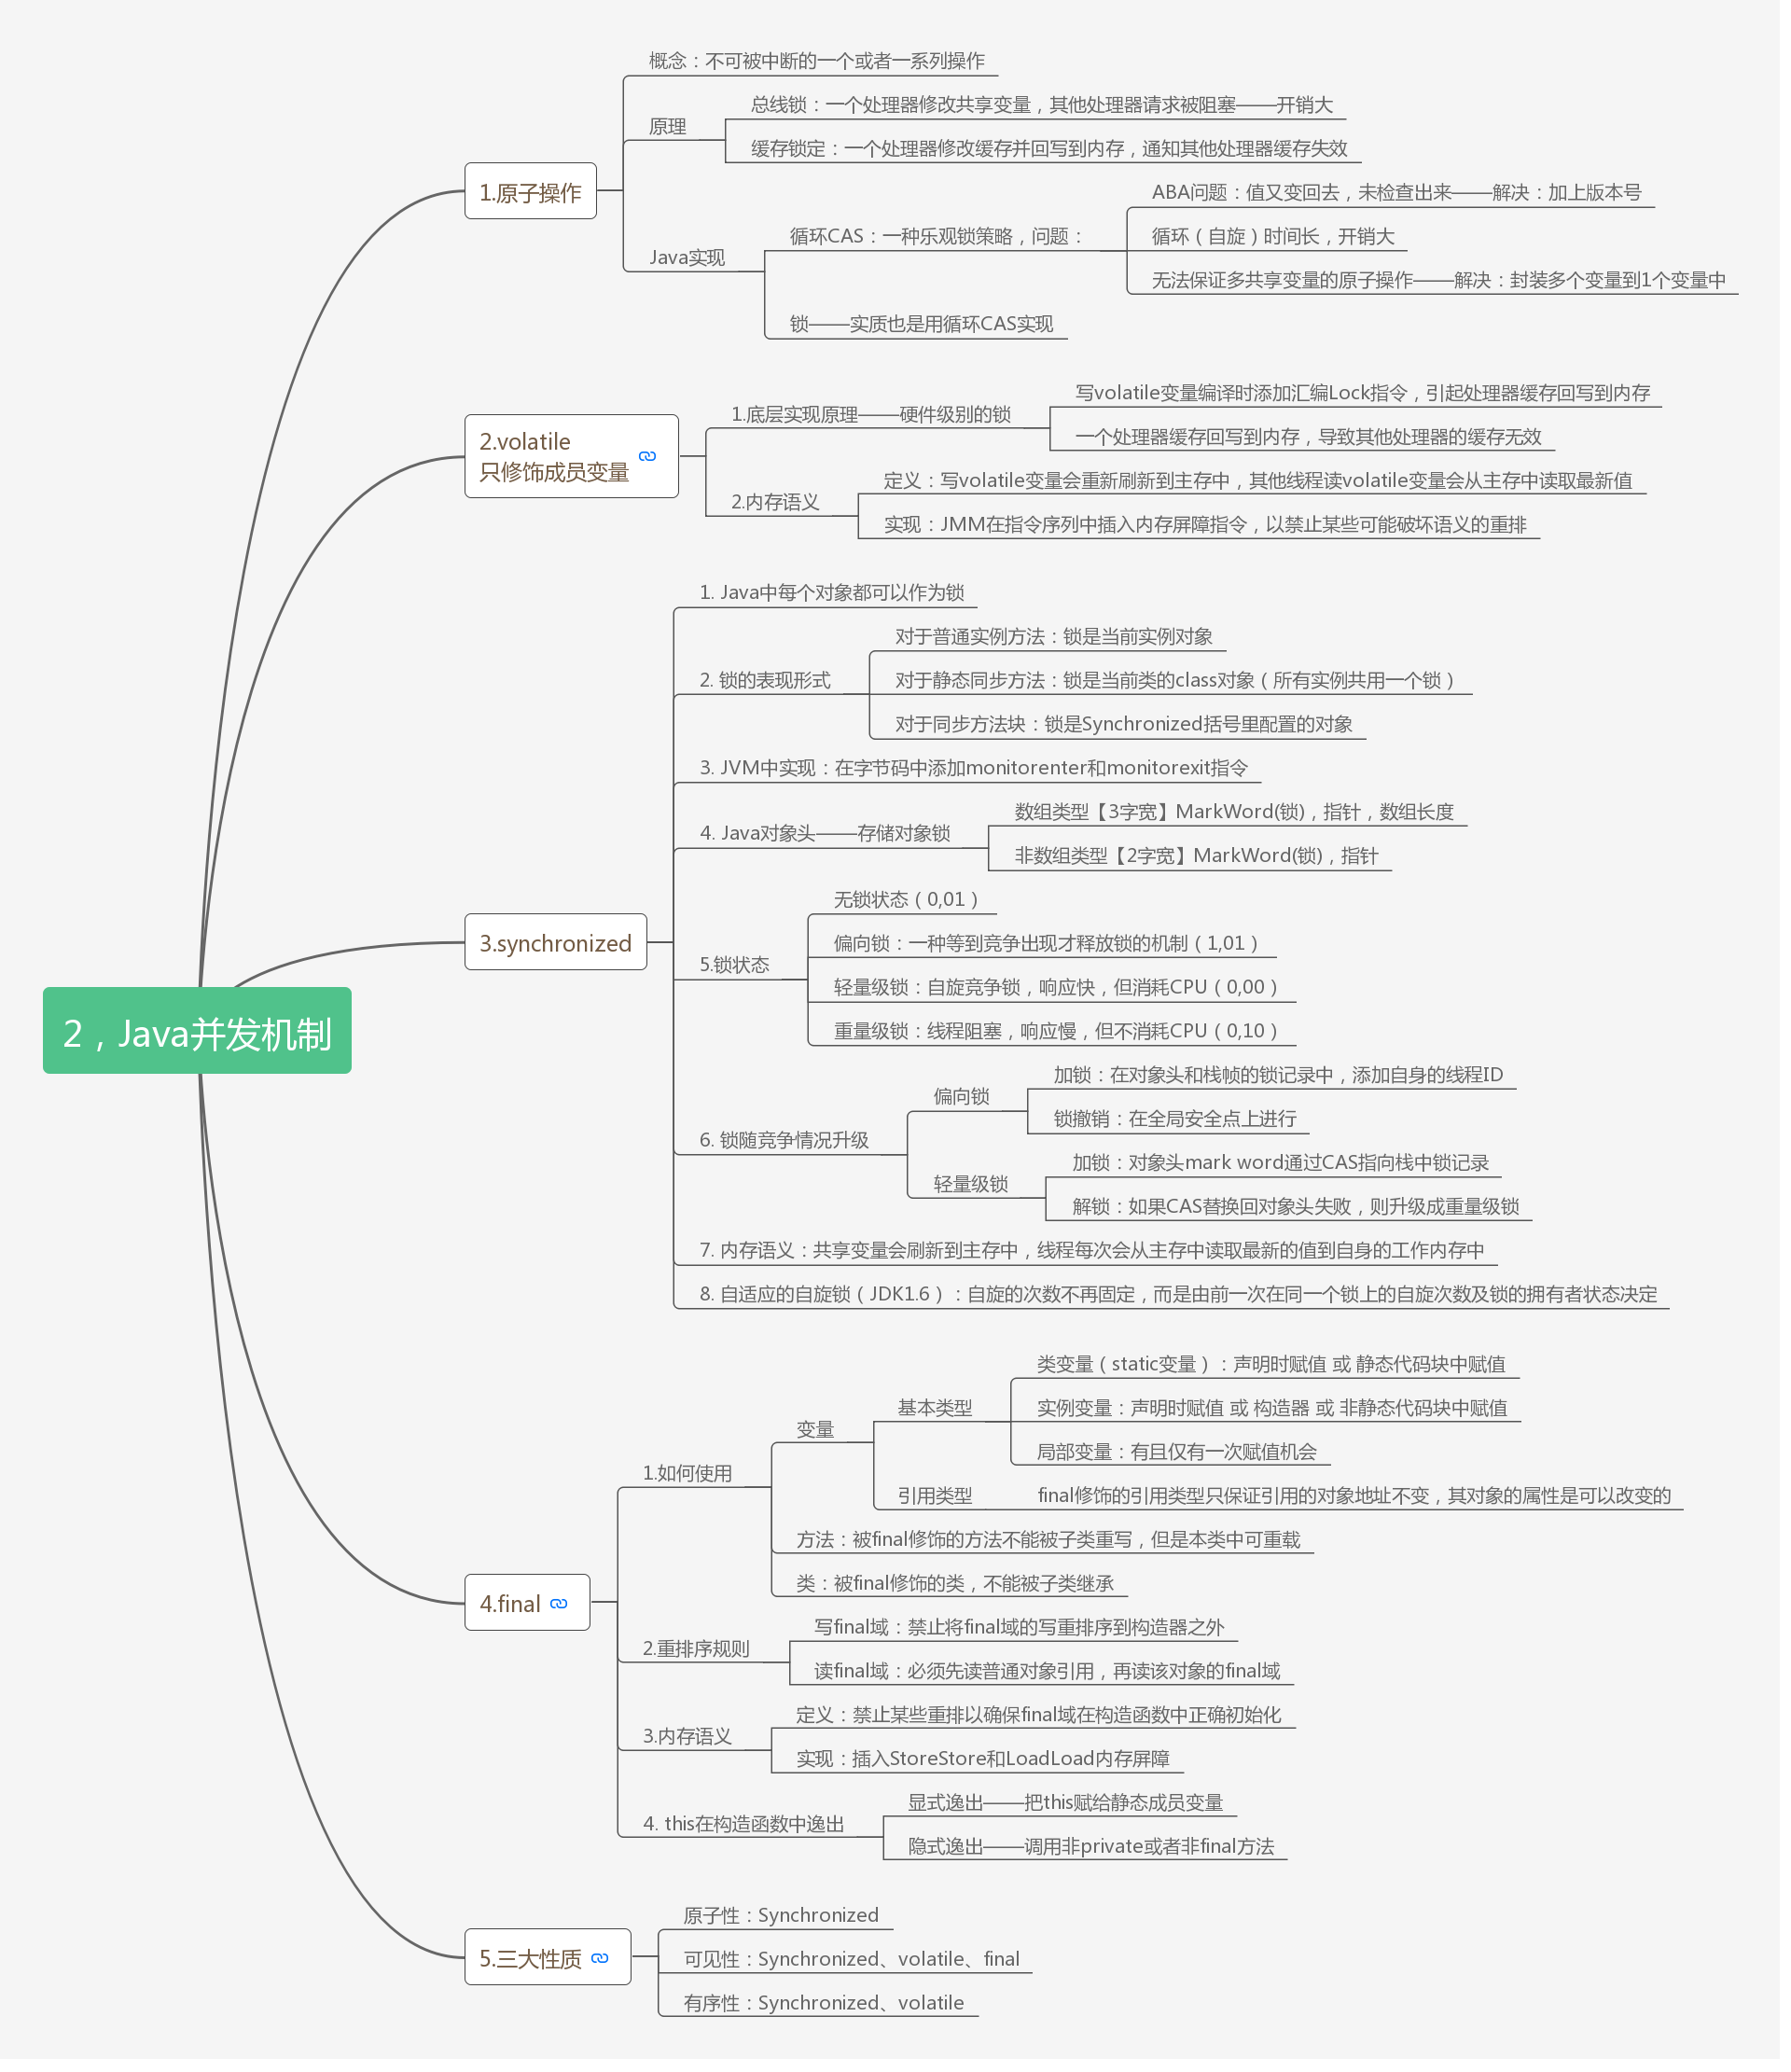 2，Java并发机制
1.原子操作
概念：不可被中断的一个或者一系列操作
原理
总线锁：一个处理器修改共享变量，其他处理器请求被阻塞——开销大
缓存锁定：一个处理器修改缓存并回写到内存，通知其他处理器缓存失效
Java实现
循环CAS：一种乐观锁策略，问题：
ABA问题：值又变回去，未检查出来——解决：加上版本号
循环（自旋）时间长，开销大
无法保证多共享变量的原子操作——解决：封装多个变量到1个变量中
锁——实质也是用循环CAS实现
2.volatile
只修饰成员变量
1.底层实现原理——硬件级别的锁
写volatile变量编译时添加汇编Lock指令，引起处理器缓存回写到内存
一个处理器缓存回写到内存，导致其他处理器的缓存无效
2.内存语义
定义：写volatile变量会重新刷新到主存中，其他线程读volatile变量会从主存中读取最新值
实现：JMM在指令序列中插入内存屏障指令，以禁止某些可能破坏语义的重排
3.synchronized
1. Java中每个对象都可以作为锁
2. 锁的表现形式
对于普通实例方法：锁是当前实例对象
对于静态同步方法：锁是当前类的class对象（所有实例共用一个锁）
对于同步方法块：锁是Synchronized括号里配置的对象
3. JVM中实现：在字节码中添加monitorenter和monitorexit指令
4. Java对象头——存储对象锁
数组类型【3字宽】MarkWord(锁)，指针，数组长度
非数组类型【2字宽】MarkWord(锁)，指针
5.锁状态
无锁状态（0,01）
偏向锁：一种等到竞争出现才释放锁的机制（1,01）
轻量级锁：自旋竞争锁，响应快，但消耗CPU（0,00）
重量级锁：线程阻塞，响应慢，但不消耗CPU（0,10）
6. 锁随竞争情况升级
偏向锁
加锁：在对象头和栈帧的锁记录中，添加自身的线程ID
锁撤销：在全局安全点上进行
轻量级锁
加锁：对象头mark word通过CAS指向栈中锁记录
解锁：如果CAS替换回对象头失败，则升级成重量级锁
7. 内存语义：共享变量会刷新到主存中，线程每次会从主存中读取最新的值到自身的工作内存中
8. 自适应的自旋锁（JDK1.6）：自旋的次数不再固定，而是由前一次在同一个锁上的自旋次数及锁的拥有者状态决定
4.final
1.如何使用
变量
基本类型
类变量（static变量）：声明时赋值 或 静态代码块中赋值
实例变量：声明时赋值 或 构造器 或 非静态代码块中赋值
局部变量：有且仅有一次赋值机会
引用类型
final修饰的引用类型只保证引用的对象地址不变，其对象的属性是可以改变的
方法：被final修饰的方法不能被子类重写，但是本类中可重载
类：被final修饰的类，不能被子类继承
2.重排序规则
写final域：禁止将final域的写重排序到构造器之外
读final域：必须先读普通对象引用，再读该对象的final域
3.内存语义
定义：禁止某些重排以确保final域在构造函数中正确初始化
实现：插入StoreStore和LoadLoad内存屏障
4. this在构造函数中逸出
显式逸出——把this赋给静态成员变量
隐式逸出——调用非private或者非final方法
5.三大性质
原子性：Synchronized
可见性：Synchronized、volatile、final
有序性：Synchronized、volatile